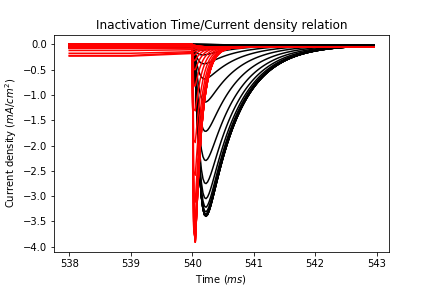 Inactivation Time/Current density relation
Current density (mA/cm²)
0.0
−0.5
−1.0
−1.5
−2.0
−2.5
−3.0
−3.5
−4.0
538 539 540 541 542 543
Time (ms)